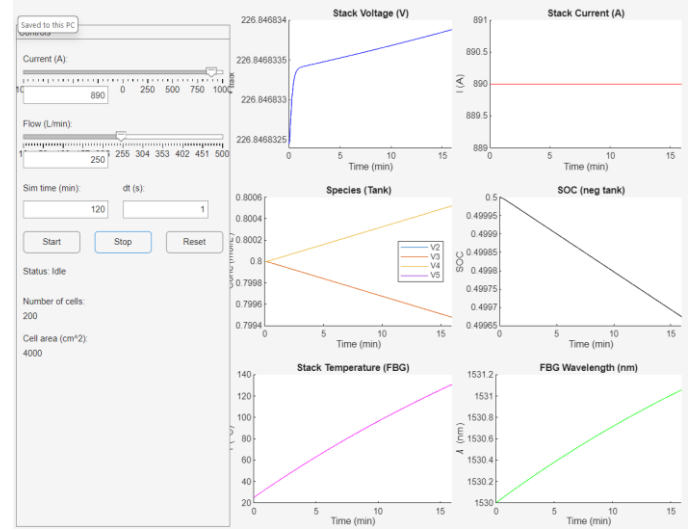 Saved to this PC
Controls
Current (A):
0 250 500 750 1000
890
Flow (L/min):
255 304 353 402 451 500
250
Sim time (min):
dt (s):
120
1
Start
Stop
Reset
Status: Idle
Number of cells:
200
Cell area (cm^2):
4000
Stack Voltage (V)
226.846834
226.8468335
226.846833
226.8468325
0 5 10 15
Time (min)
Stack Current (A)
891
890.5
890
889.5
889
I (A)
0 5 10 15
Time (min)
Species (Tank)
0.8006
0.8004
0.8002
0.8
0.7998
0.7996
0.7994
V2
V3
V4
V5
0 5 10 15
Time (min)
SOC (neg tank)
0.5
0.49995
0.4999
0.4998
0.4998
0.4997
0.4997
0.49965
SOC
0 5 10 15
Time (min)
Stack Temperature (FBG)
140
120
100
80
60
40
20
5 10 15
Time (min)
FBG Wavelength (nm)
1531.2
1531
1530.8
1530.6
1530.4
1530.2
1530
λ (nm)
0 5 10 15
Time (min)